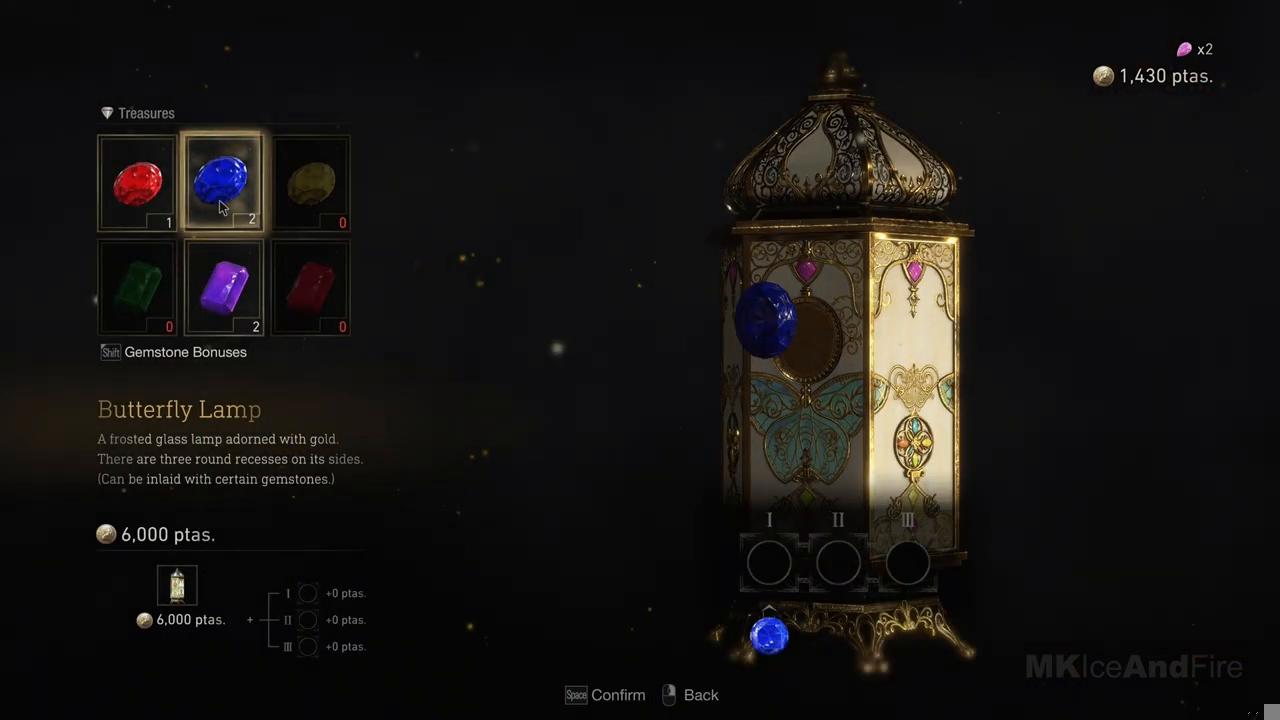 x2
1,430 ptas.
Treasures
1
2
0
0
2
0
Shift Gemstone Bonuses
Butterfly Lamp
A frosted glass lamp adorned with gold.
There are three round recesses on its sides.
(Can be inlaid with certain gemstones.)
6,000 ptas.
6,000 ptas.
+
I +0 ptas.
II +0 ptas.
III +0 ptas.
I II III
MKIceAndFire
Space Confirm Back